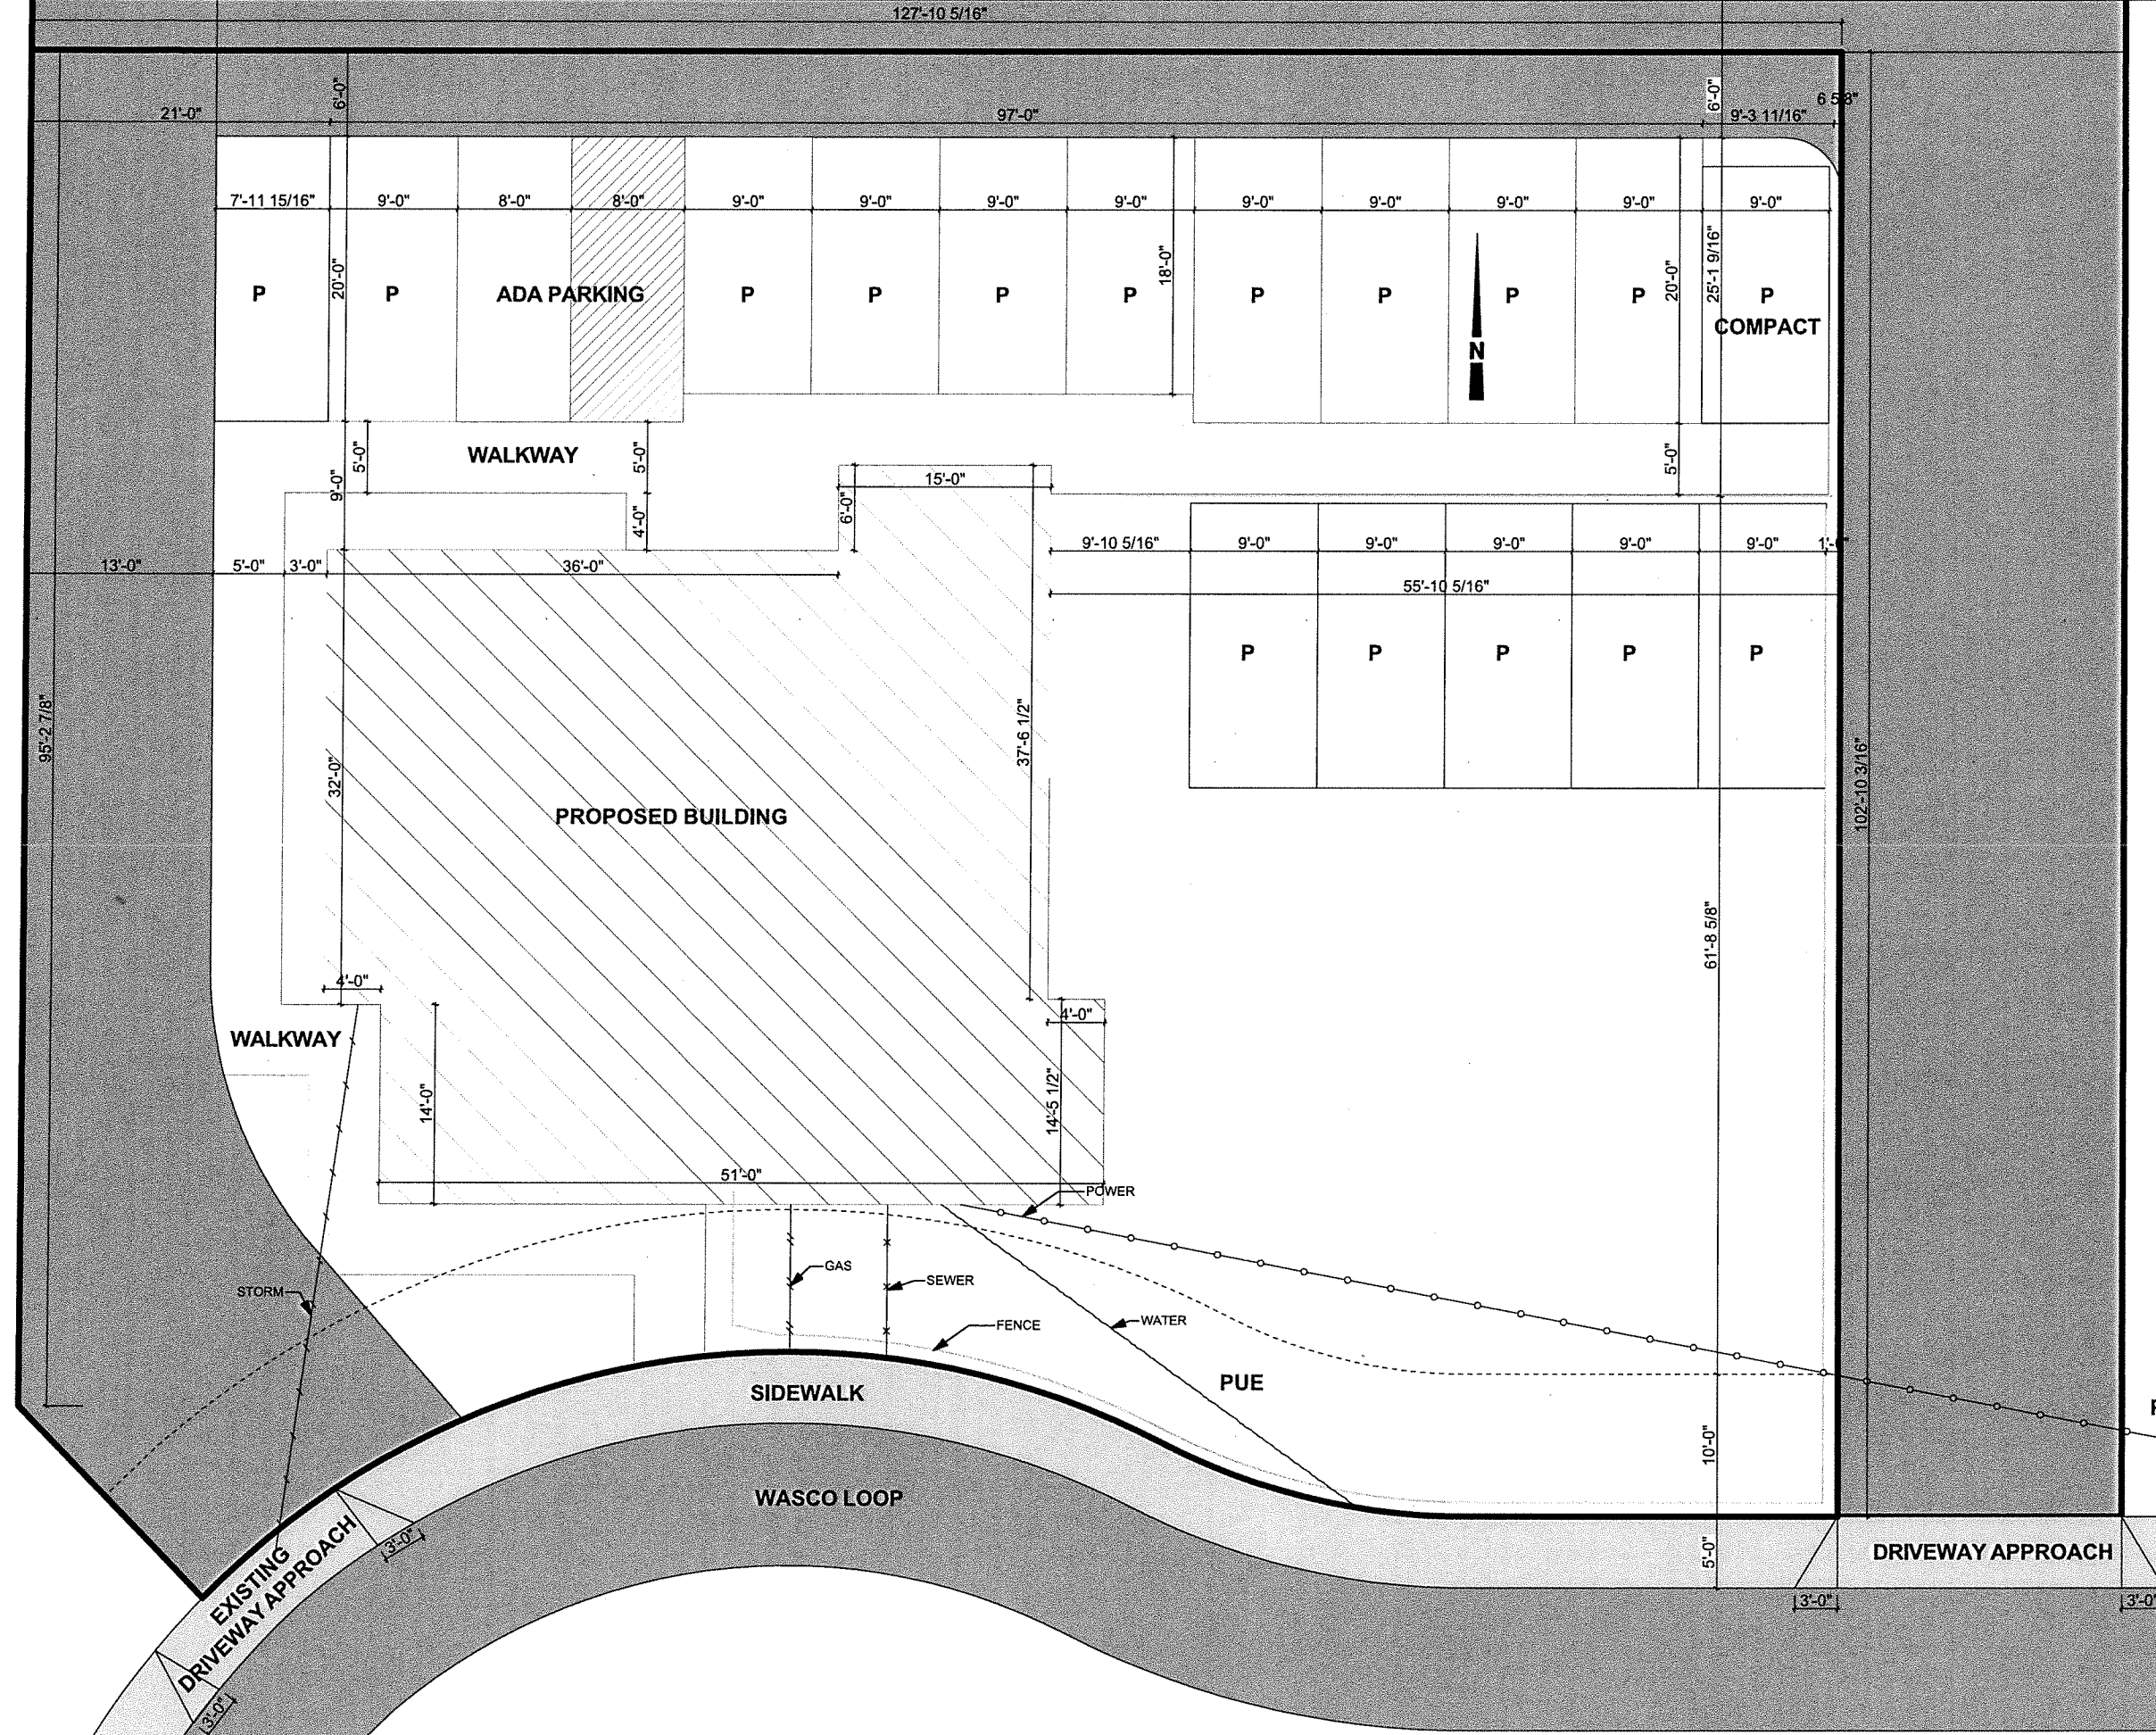 127'-10 5/16"
21'-0"
6'-0"
97'-0"
6'-0"
6 5/8"
9'-3 11/16"
7'-11 15/16"
9'-0"
8'-0"
8'-0"
9'-0"
9'-0"
9'-0"
9'-0"
9'-0"
9'-0"
9'-0"
9'-0"
9'-0"
20'-0"
18'-0"
20'-0"
25'-1 9/16"
P
P
ADA PARKING
P
P
P
P
P
P
P
P
P
COMPACT
N
WALKWAY
5'-0"
5'-0"
5'-0"
9'-0"
4'-0"
15'-0"
6'-0"
13'-0"
5'-0"
3'-0"
36'-0"
9'-10 5/16"
9'-0"
9'-0"
9'-0"
9'-0"
9'-0"
55'-10 5/16"
P
P
P
P
P
95'-2 7/8"
32'-0"
37'-6 1/2"
102'-10 3/16"
PROPOSED BUILDING
61'-8 5/8"
4'-0"
4'-0"
WALKWAY
14'-0"
14'-5 1/2"
51'-0"
POWER
GAS
SEWER
STORM
FENCE
WATER
PUE
SIDEWALK
10'-0"
WASCO LOOP
EXISTING
DRIVEWAY APPROACH
3'-0"
3'-0"
5'-0"
DRIVEWAY APPROACH
3'-0"
3'-0"